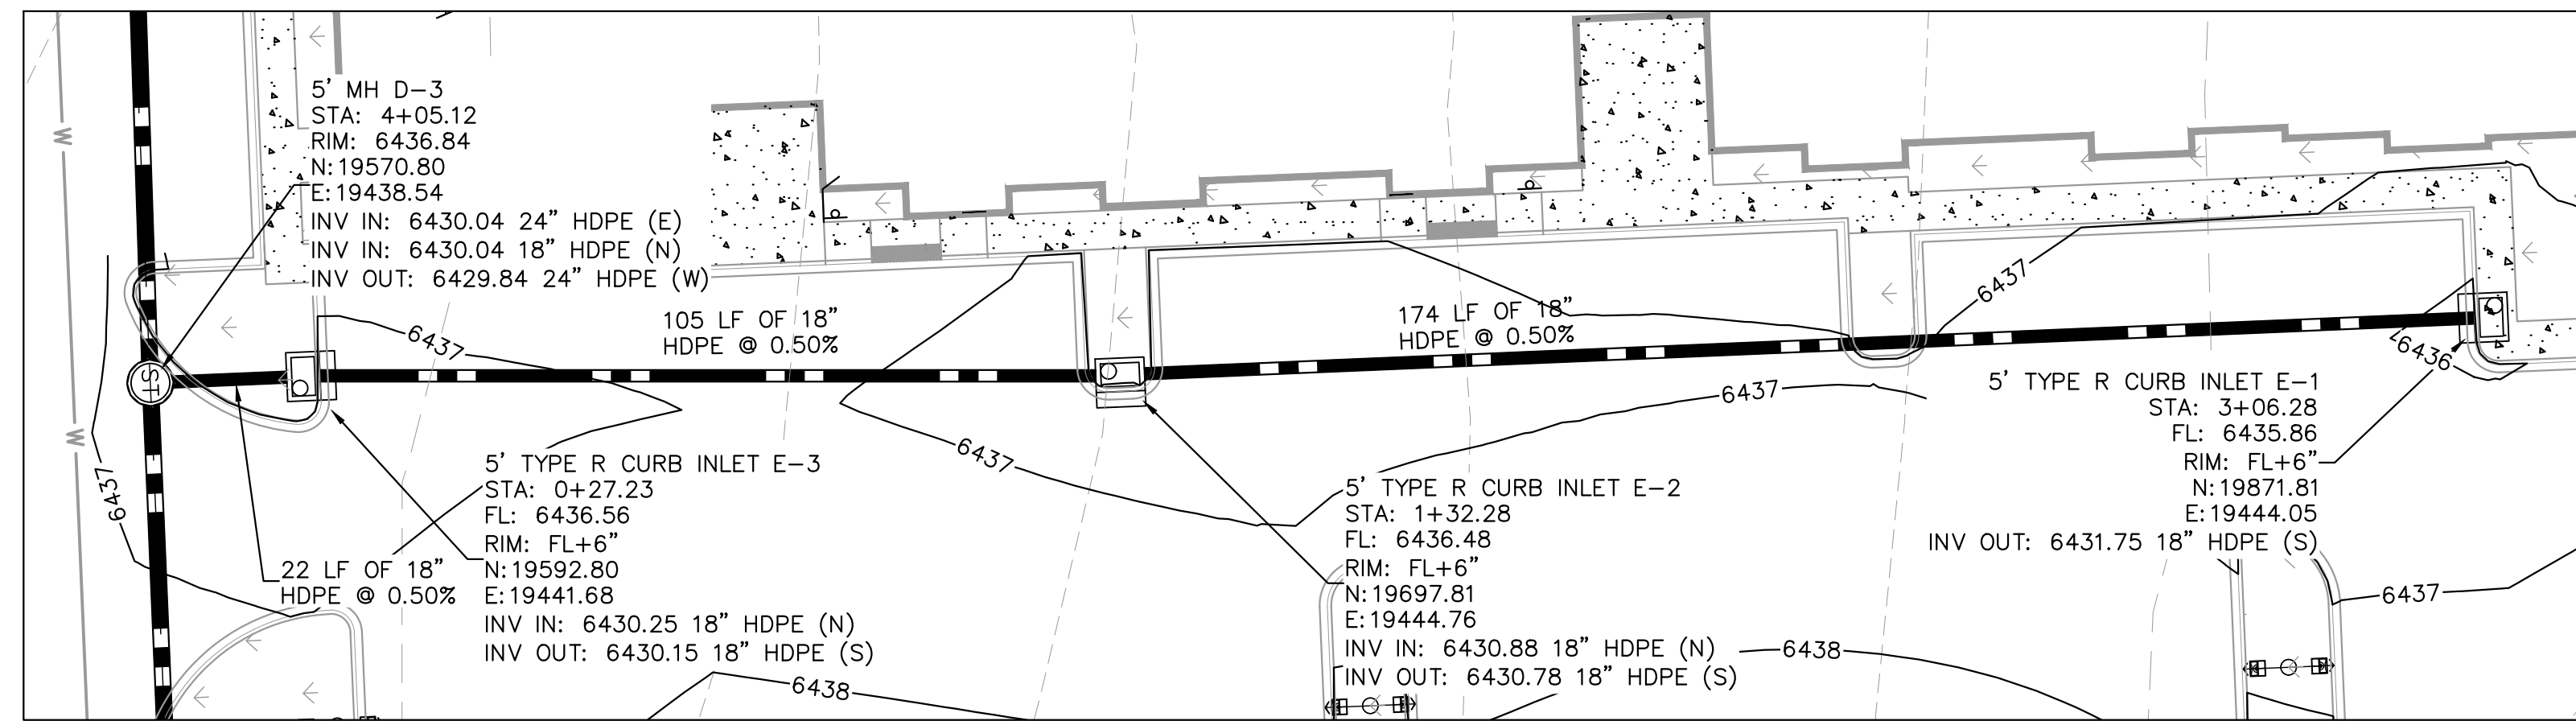 5' MH D-3
STA: 4+05.12
RIM: 6436.84
N:19570.80
E:19438.54
INV IN: 6430.04 24" HDPE (E)
INV IN: 6430.04 18" HDPE (N)
INV OUT: 6429.84 24" HDPE (W)
W
W
ST
6437
6437
105 LF OF 18"
HDPE @ 0.50%
174 LF OF 18"
HDPE @ 0.50%
6437
6436
6437
6437
5' TYPE R CURB INLET E-1
STA: 3+06.28
FL: 6435.86
RIM: FL+6"
N:19871.81
E:19444.05
INV OUT: 6431.75 18" HDPE (S)
5' TYPE R CURB INLET E-3
STA: 0+27.23
FL: 6436.56
RIM: FL+6"
N:19592.80
E:19441.68
INV IN: 6430.25 18" HDPE (N)
INV OUT: 6430.15 18" HDPE (S)
22 LF OF 18"
HDPE @ 0.50%
5' TYPE R CURB INLET E-2
STA: 1+32.28
FL: 6436.48
RIM: FL+6"
N:19697.81
E:19444.76
INV IN: 6430.88 18" HDPE (N)
INV OUT: 6430.78 18" HDPE (S)
6437
6438
6438